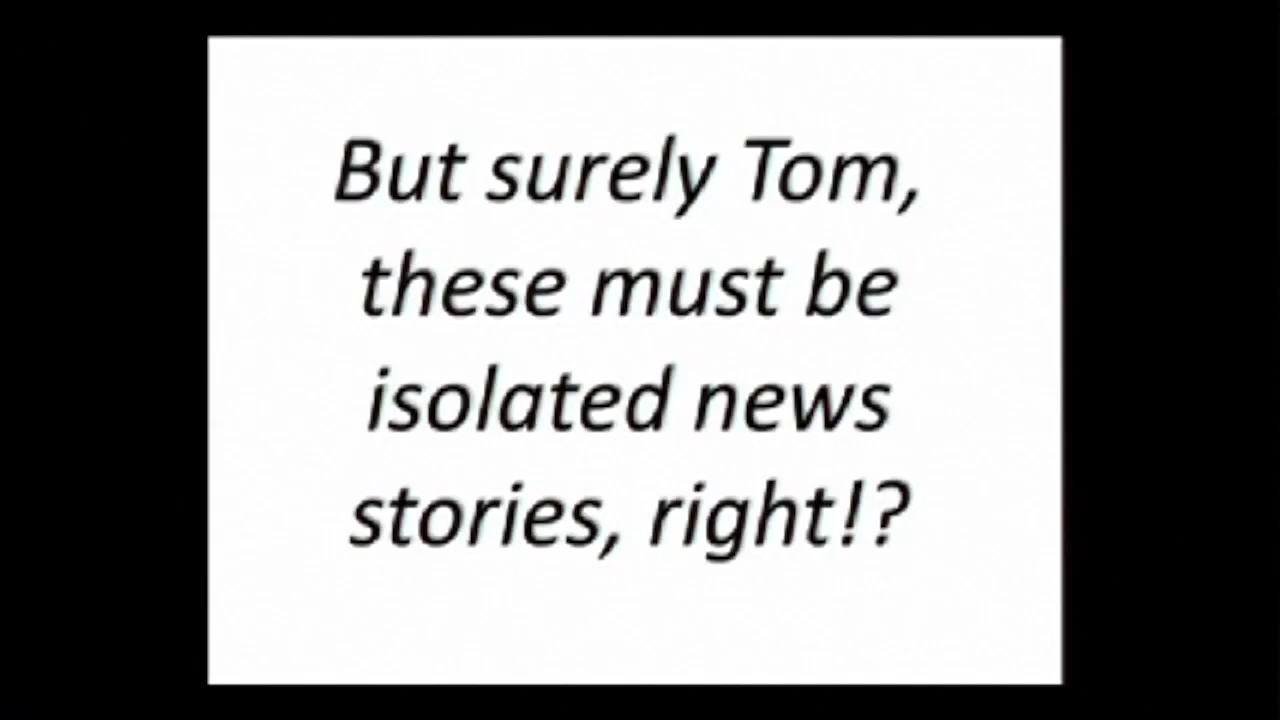 But surely Tom,
these must be
isolated news
stories, right!?